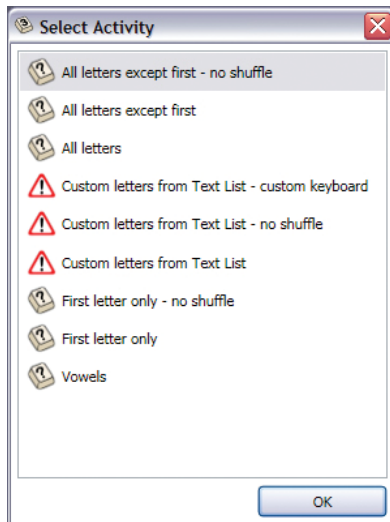 Select Activity
All letters except first - no shuffle
All letters except first
All letters
Custom letters from Text List - custom keyboard
Custom letters from Text List - no shuffle
Custom letters from Text List
First letter only - no shuffle
First letter only
Vowels
OK